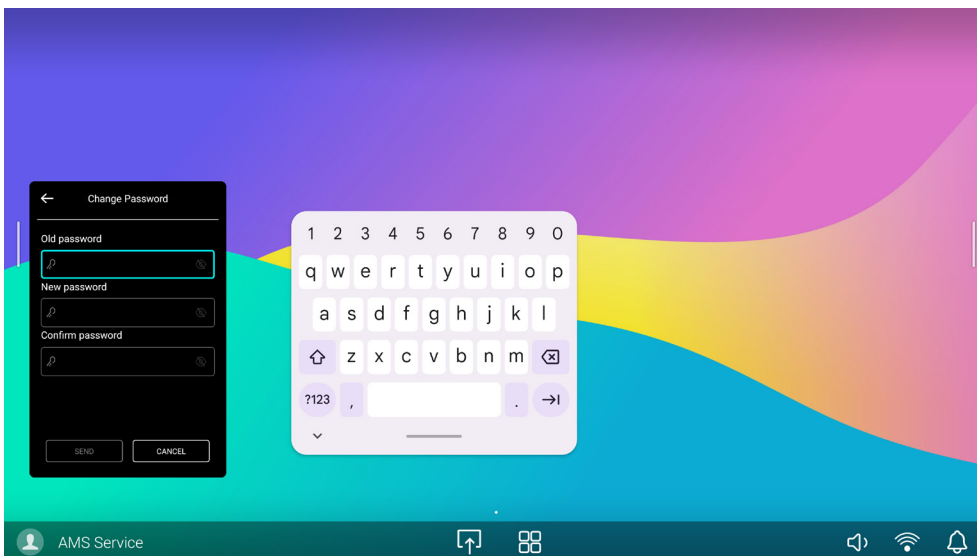 Change Password
Old password
New password
Confirm password
SEND CANCEL
1 2 3 4 5 6 7 8 9 0
q w e r t y u i o p
a s d f g h j k l
z x c v b n m
?123 , .
AMS Service